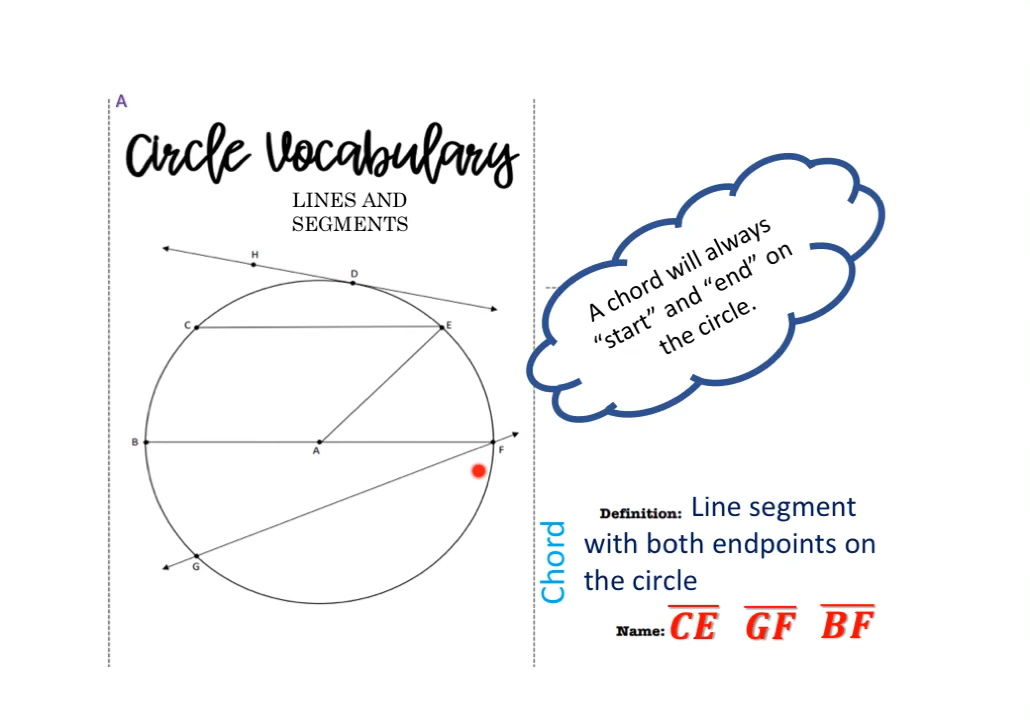 A
Circle Vocabulary
LINES AND
SEGMENTS
H
D
C
E
B
A
F
G
A chord will always
“start” and “end” on
the circle.
Chord
Definition: Line segment
with both endpoints on
the circle
Name: CE GF BF